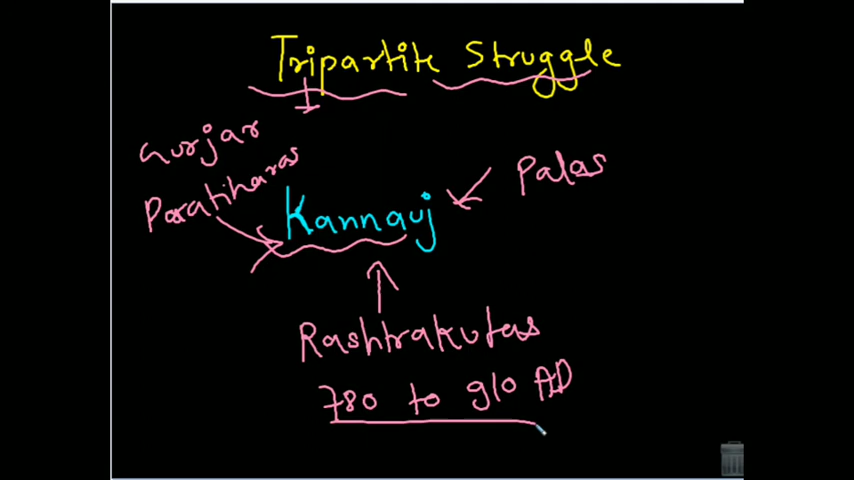 Tripartite Struggle
Gurjar
Paratiharas
Palas
Kannauj
Rashtrakutas
780 to 910 AD